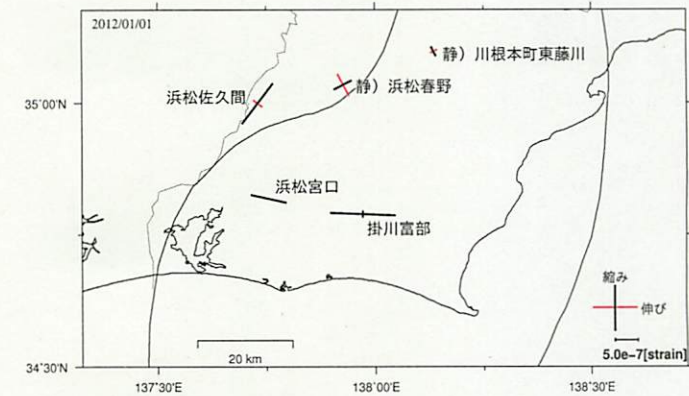 2012/01/01
静）川根本町東藤川
浜松佐久間
静）浜松春野
35°00'N
浜松宮口
掛川富部
縮み
伸び
5.0e-7[strain]
20 km
34°30'N
137°30'E
138°00'E
138°30'E